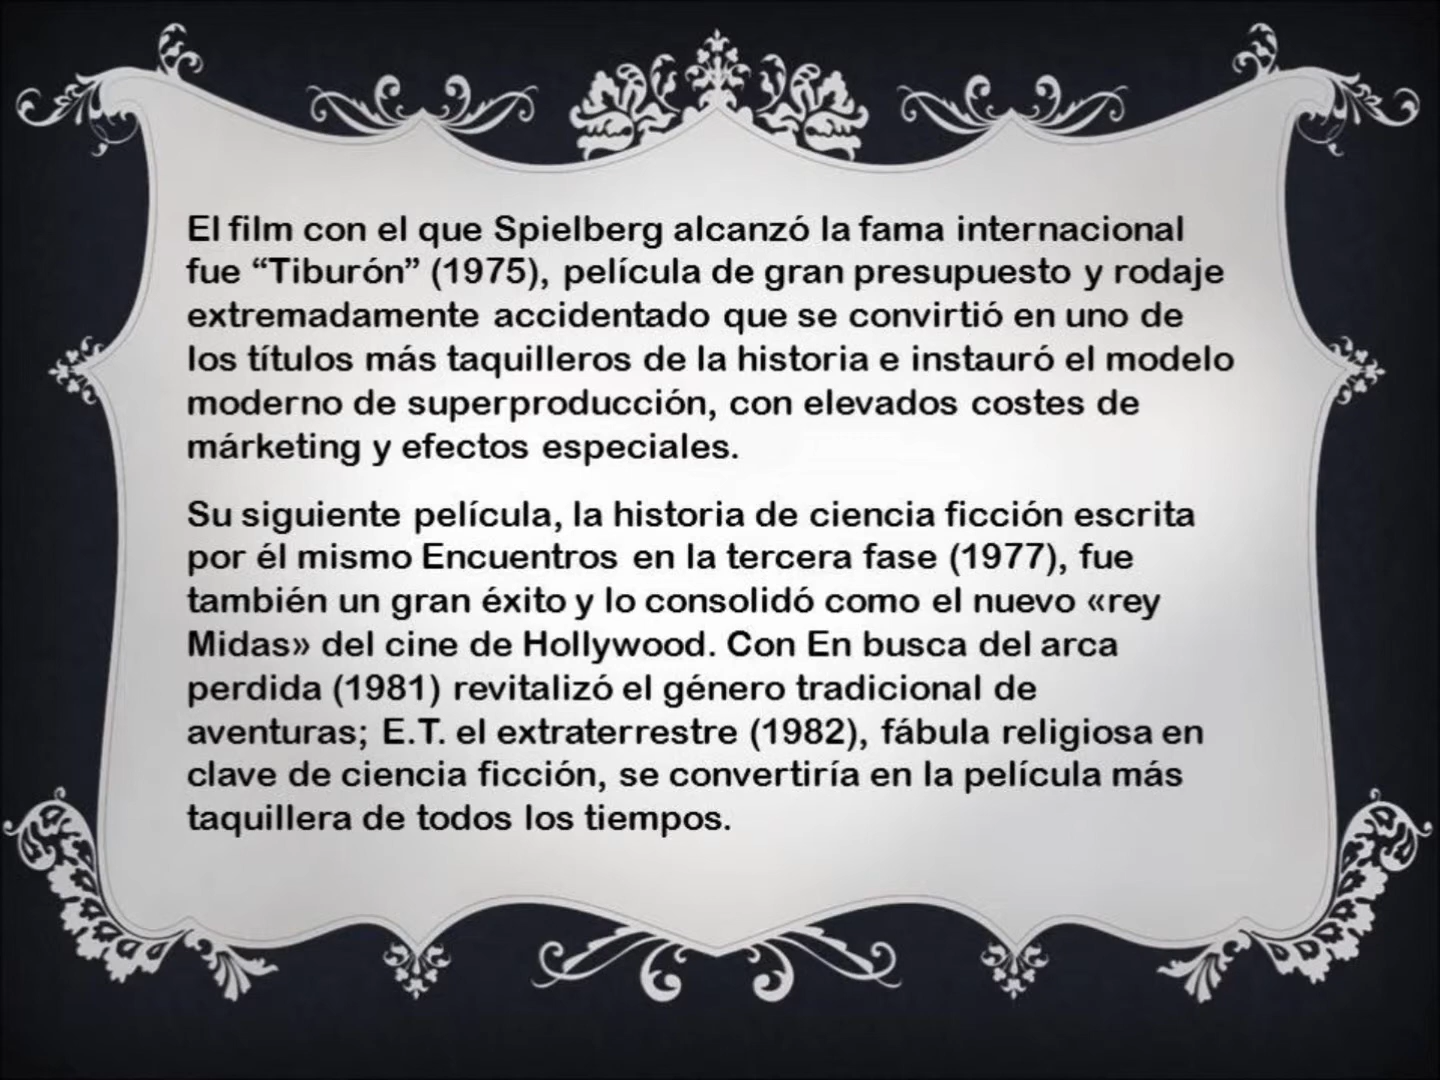 El film con el que Spielberg alcanzó la fama internacional
fue “Tiburón” (1975), película de gran presupuesto y rodaje
extremadamente accidentado que se convirtió en uno de
los títulos más taquilleros de la historia e instauró el modelo
moderno de superproducción, con elevados costes de
márketing y efectos especiales.
Su siguiente película, la historia de ciencia ficción escrita
por él mismo Encuentros en la tercera fase (1977), fue
también un gran éxito y lo consolidó como el nuevo «rey
Midas» del cine de Hollywood. Con En busca del arca
perdida (1981) revitalizó el género tradicional de
aventuras; E.T. el extraterrestre (1982), fábula religiosa en
clave de ciencia ficción, se convertiría en la película más
taquillera de todos los tiempos.